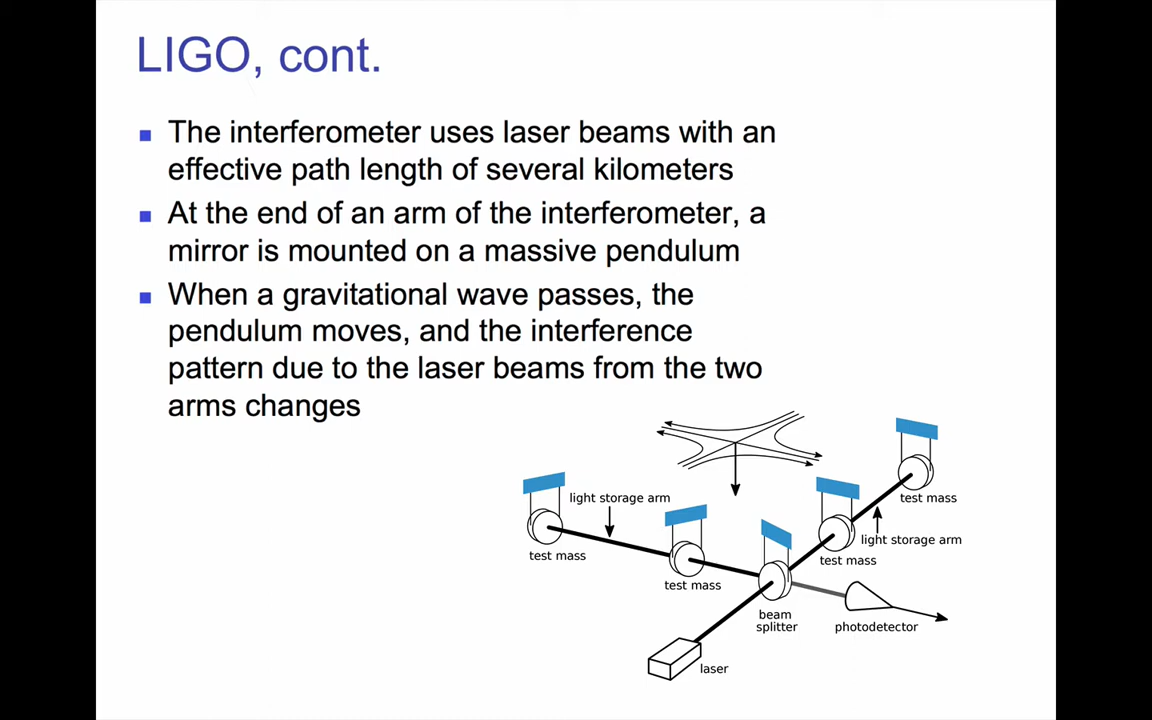 LIGO, cont.
The interferometer uses laser beams with an
effective path length of several kilometers
At the end of an arm of the interferometer, a
mirror is mounted on a massive pendulum
When a gravitational wave passes, the
pendulum moves, and the interference
pattern due to the laser beams from the two
arms changes
light storage arm
test mass
test mass
test mass
light storage arm
test mass
beam
splitter
photodetector
laser